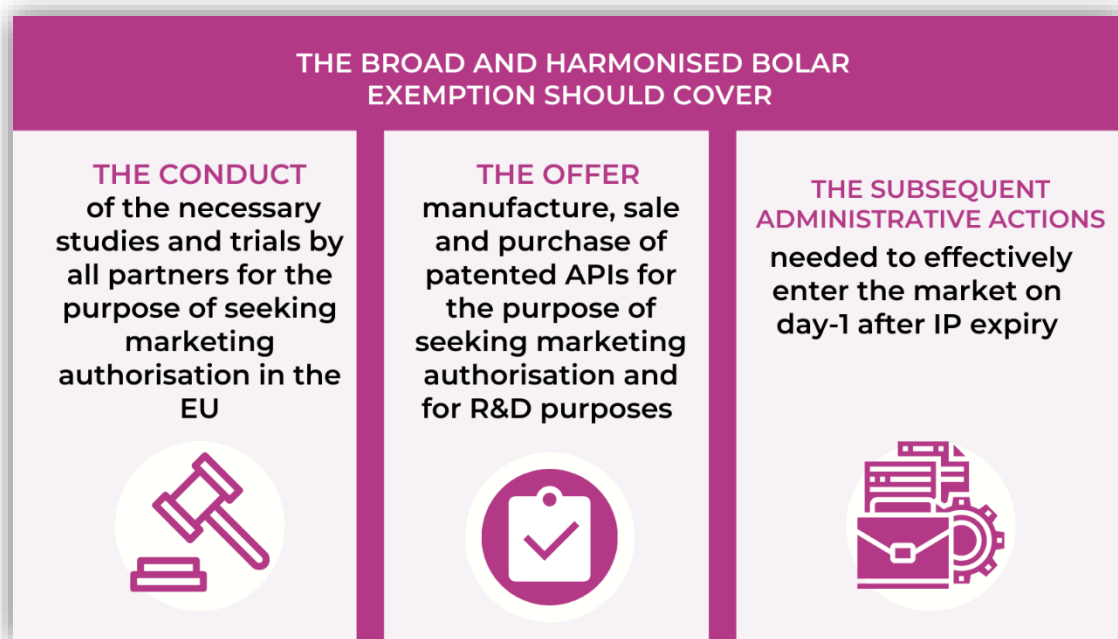 THE BROAD AND HARMONISED BOLAR
EXEMPTION SHOULD COVER
THE CONDUCT
of the necessary
studies and trials by
all partners for the
purpose of seeking
marketing
authorisation in the
EU
THE OFFER
manufacture, sale
and purchase of
patented APIs for
the purpose of
seeking marketing
authorisation and
for R&D purposes
THE SUBSEQUENT
ADMINISTRATIVE ACTIONS
needed to effectively
enter the market on
day-1 after IP expiry